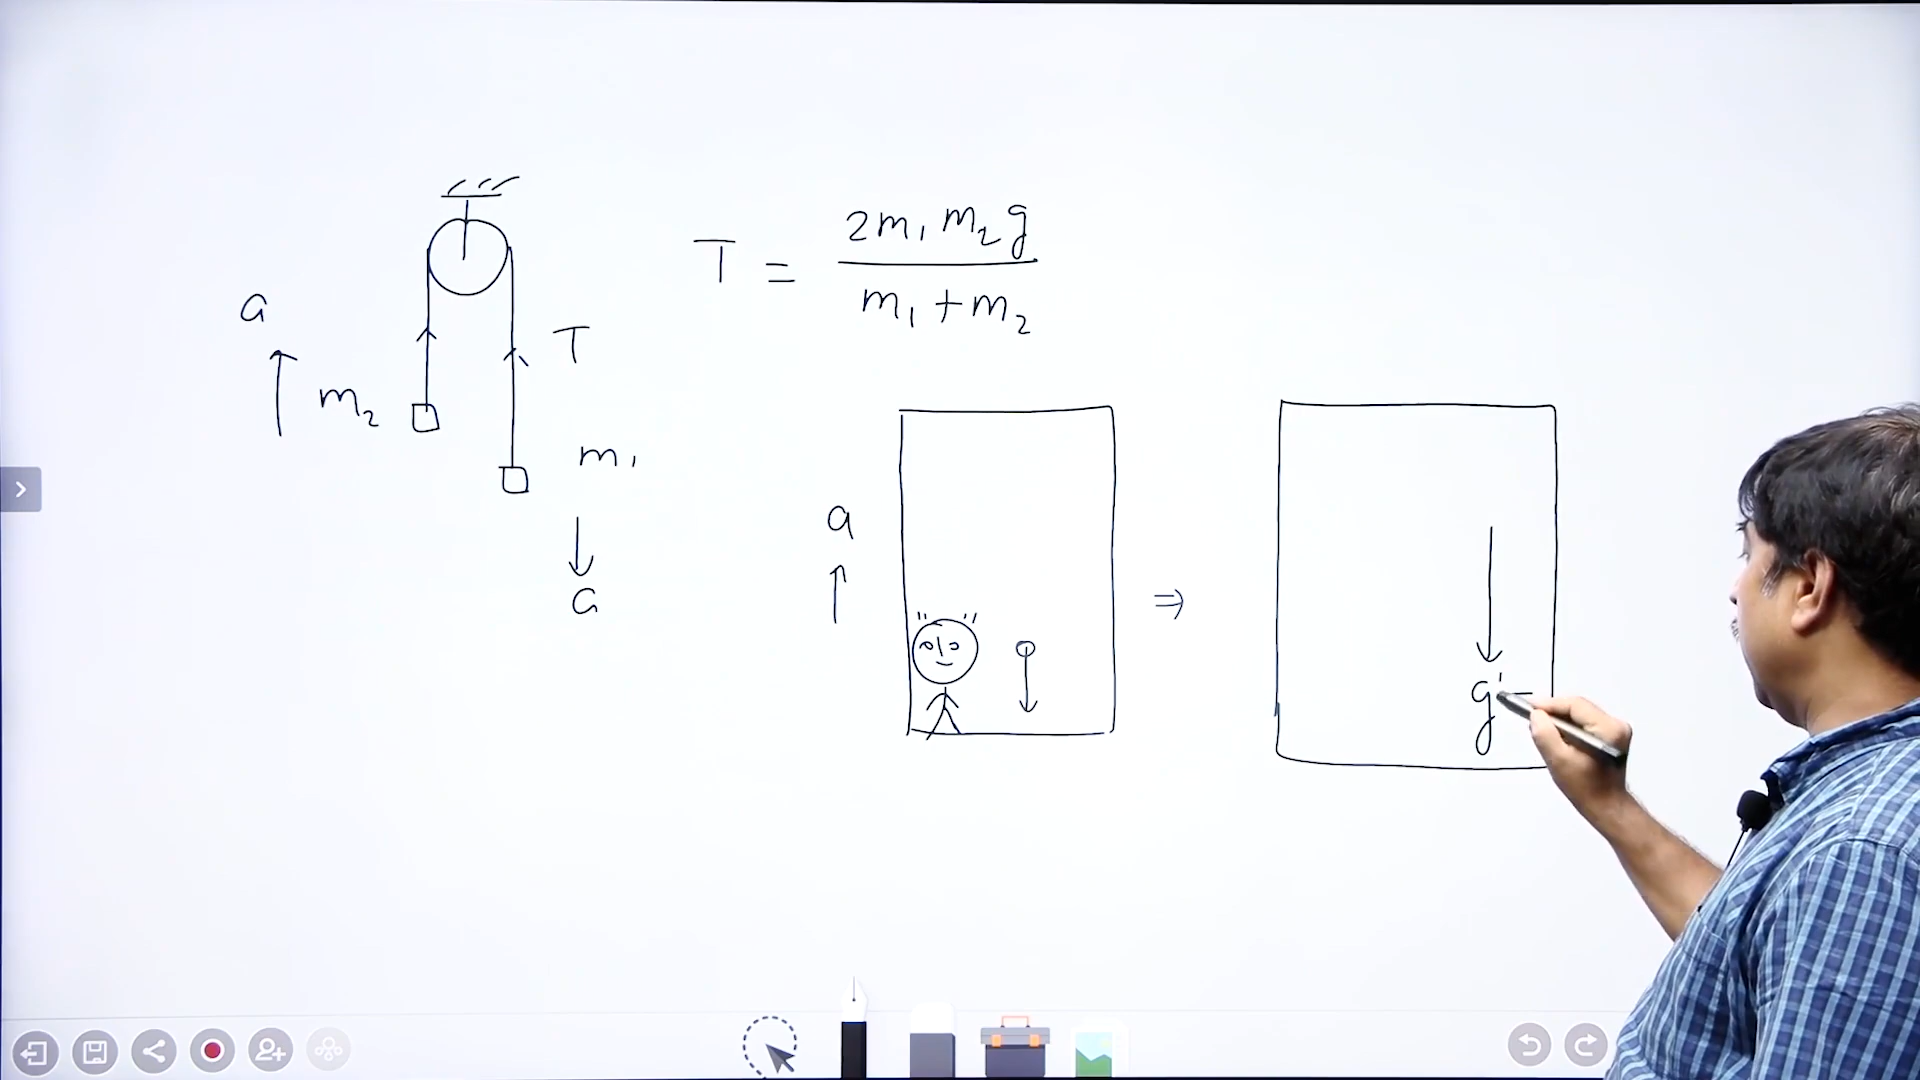 T = 2m₁m₂g
m₁+m₂
a
T
m₂
m₁
a
a
⇒
g'